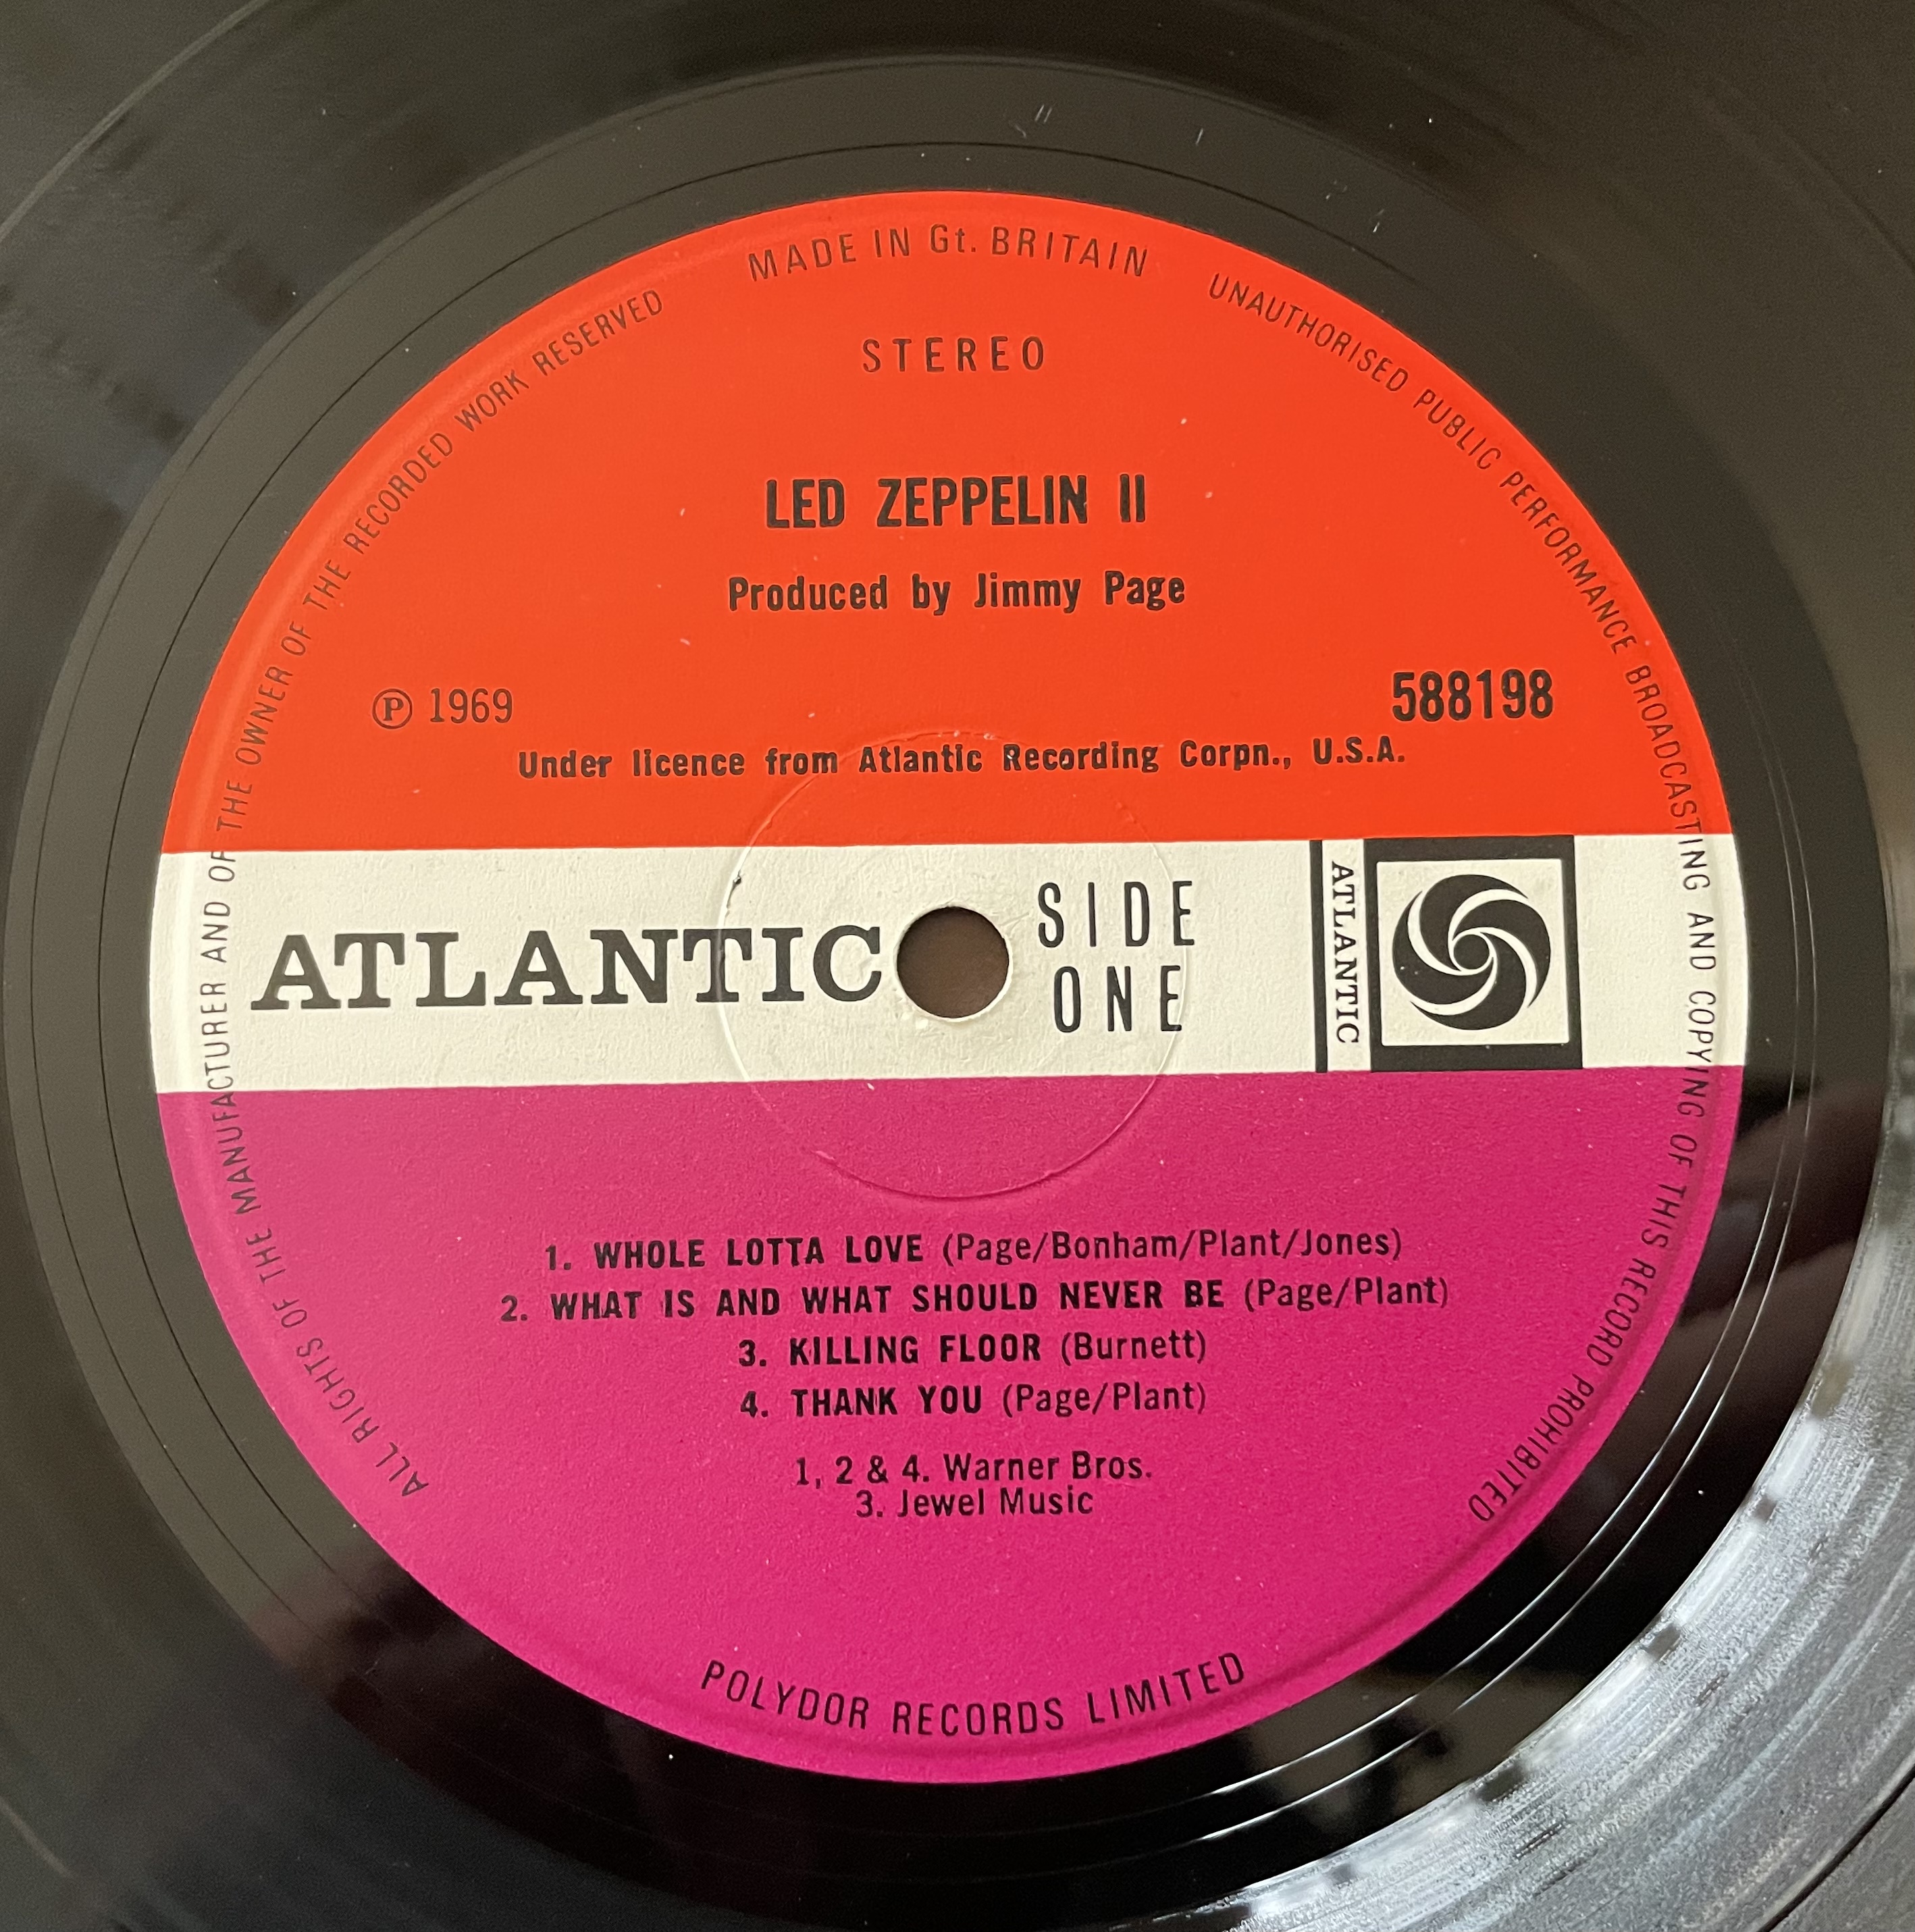 MADE IN Gt. BRITAIN
UNAUTHORISED PUBLIC PERFORMANCE BROADCASTING AND COPYING OF THIS RECORD PROHIBITED
ALL RIGHTS OF THE MANUFACTURER AND OF THE OWNER OF THE RECORDED WORK RESERVED
STEREO
LED ZEPPELIN II
Produced by Jimmy Page
℗ 1969
588198
Under licence from Atlantic Recording Corpn., U.S.A.
ATLANTIC
SIDE
ONE
ATLANTIC
1. WHOLE LOTTA LOVE (Page/Bonham/Plant/Jones)
2. WHAT IS AND WHAT SHOULD NEVER BE (Page/Plant)
3. KILLING FLOOR (Burnett)
4. THANK YOU (Page/Plant)
1, 2 & 4. Warner Bros.
3. Jewel Music
POLYDOR RECORDS LIMITED